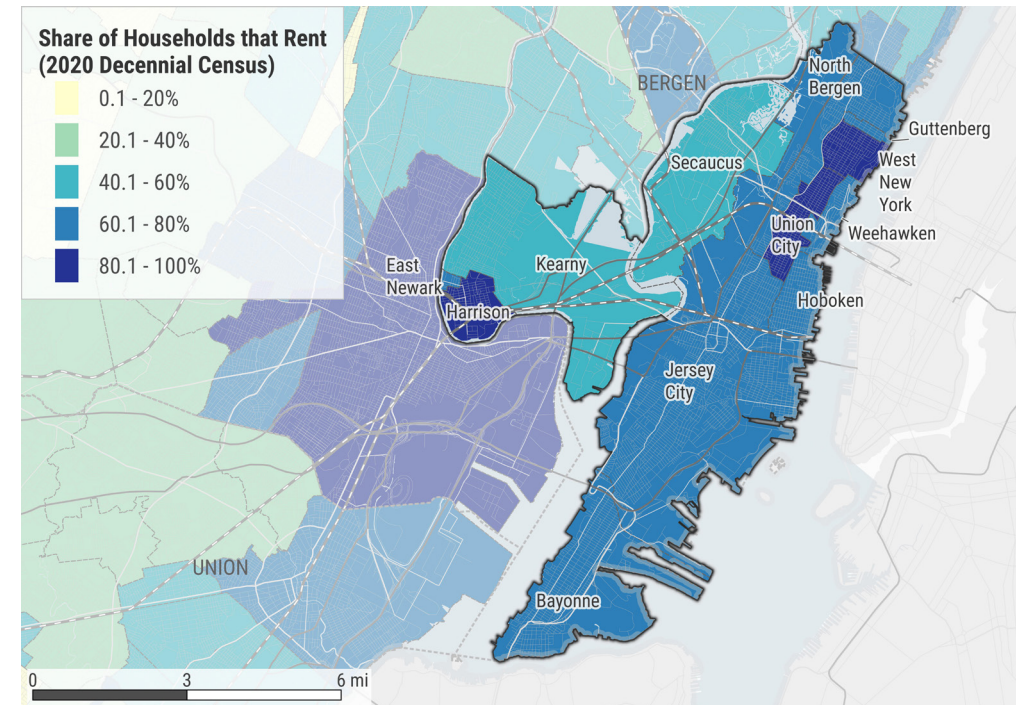 Share of Households that Rent
(2020 Decennial Census)
0.1 - 20%
20.1 - 40%
40.1 - 60%
60.1 - 80%
80.1 - 100%
BERGEN
North
Bergen
Guttenberg
West
New
York
Secaucus
Union
City
Weehawken
East
Newark
Kearny
Harrison
Hoboken
Jersey
City
UNION
Bayonne
0
3
6 mi